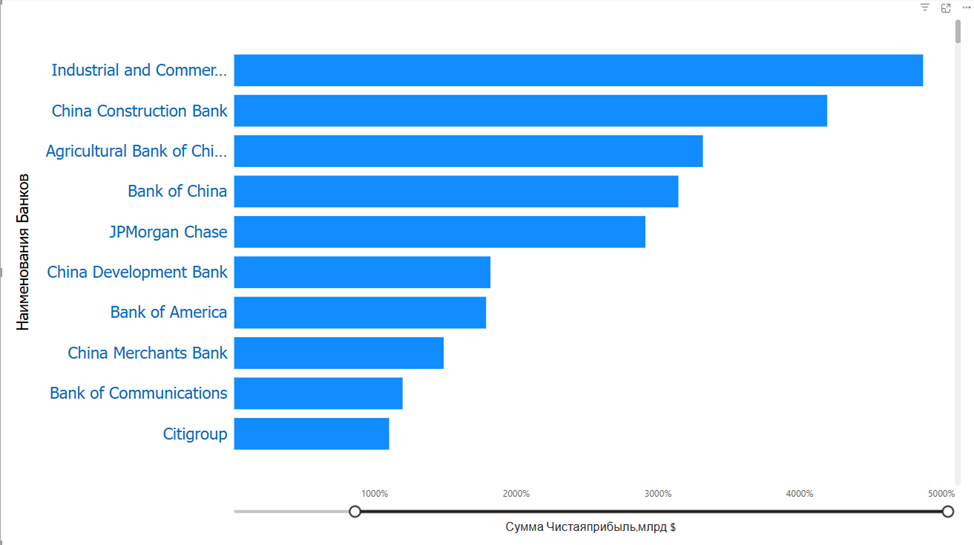 Наименования Банков
Industrial and Commer...
China Construction Bank
Agricultural Bank of Chi...
Bank of China
JPMorgan Chase
China Development Bank
Bank of America
China Merchants Bank
Bank of Communications
Citigroup
1000% 2000% 3000% 4000% 5000%
Сумма Чистаяприбыль,млрд $